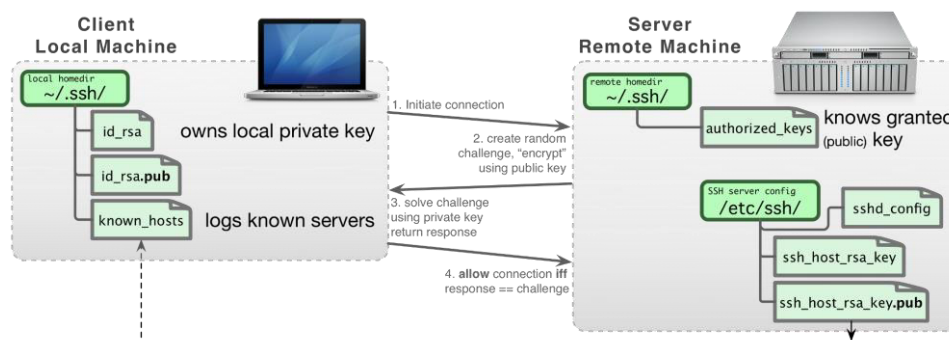 Client
Local Machine
local homedir
~/.ssh/
id_rsa
owns local private key
id_rsa.pub
known_hosts
logs known servers
1. Initiate connection
2. create random
challenge, "encrypt"
using public key
3. solve challenge
using private key
return response
4. allow connection iff
response == challenge
Server
Remote Machine
remote homedir
~/.ssh/
authorized_keys
knows granted
(public) key
SSH server config
/etc/ssh/
sshd_config
ssh_host_rsa_key
ssh_host_rsa_key.pub